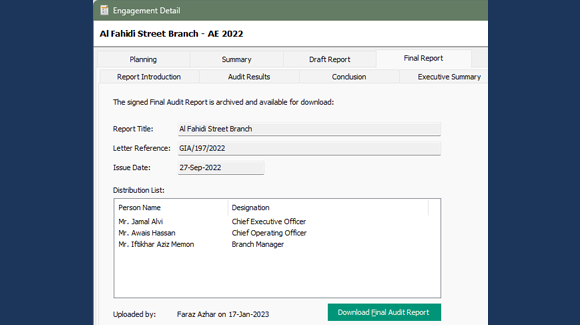 Engagement Detail
Al Fahidi Street Branch - AE 2022
Planning Summary Draft Report Final Report
Report Introduction Audit Results Conclusion Executive Summary
The signed Final Audit Report is archived and available for download:
Report Title: Al Fahidi Street Branch
Letter Reference: GIA/197/2022
Issue Date: 27-Sep-2022
Distribution List:
Person Name Designation
Mr. Jamal Alvi Chief Executive Officer
Mr. Awais Hassan Chief Operating Officer
Mr. Iftikhar Aziz Memon Branch Manager
Uploaded by: Faraz Azhar on 17-Jan-2023 Download Final Audit Report